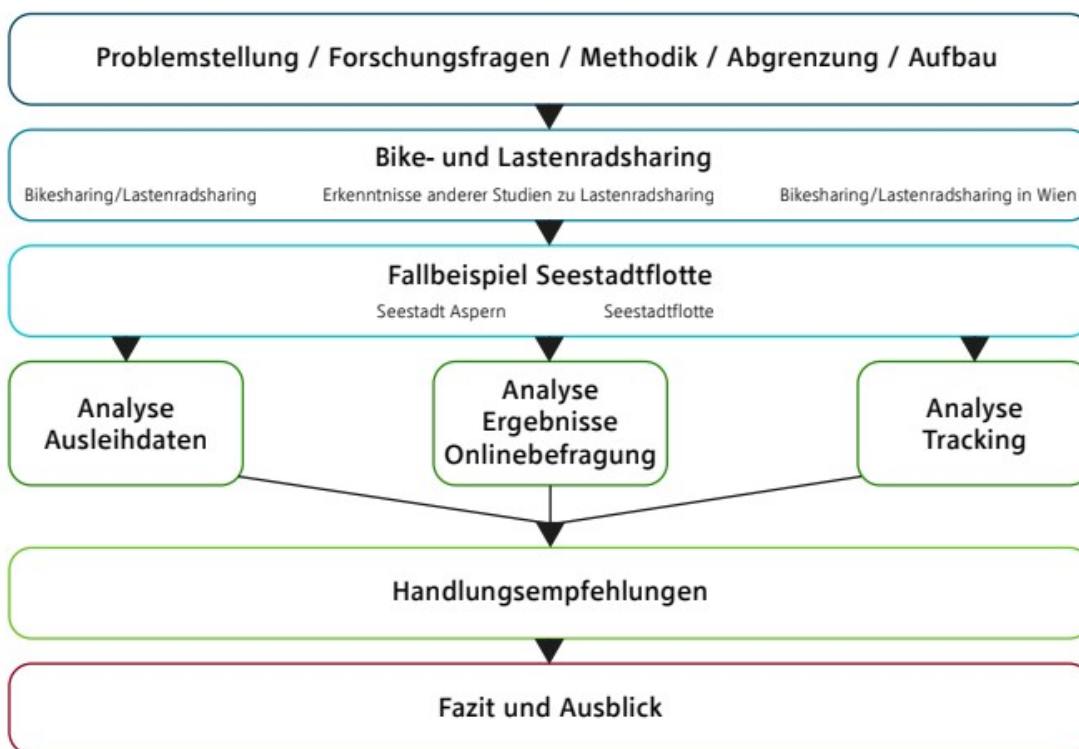 Problemstellung / Forschungsfragen / Methodik / Abgrenzung / Aufbau
Bike- und Lastenradsharing
Bikesharing/Lastenradsharing
Erkenntnisse anderer Studien zu Lastenradsharing
Bikesharing/Lastenradsharing in Wien
Fallbeispiel Seestadtflotte
Seestadt Aspern
Seestadtflotte
Analyse
Ausleihdaten
Analyse
Ergebnisse
Onlinebefragung
Analyse
Tracking
Handlungsempfehlungen
Fazit und Ausblick